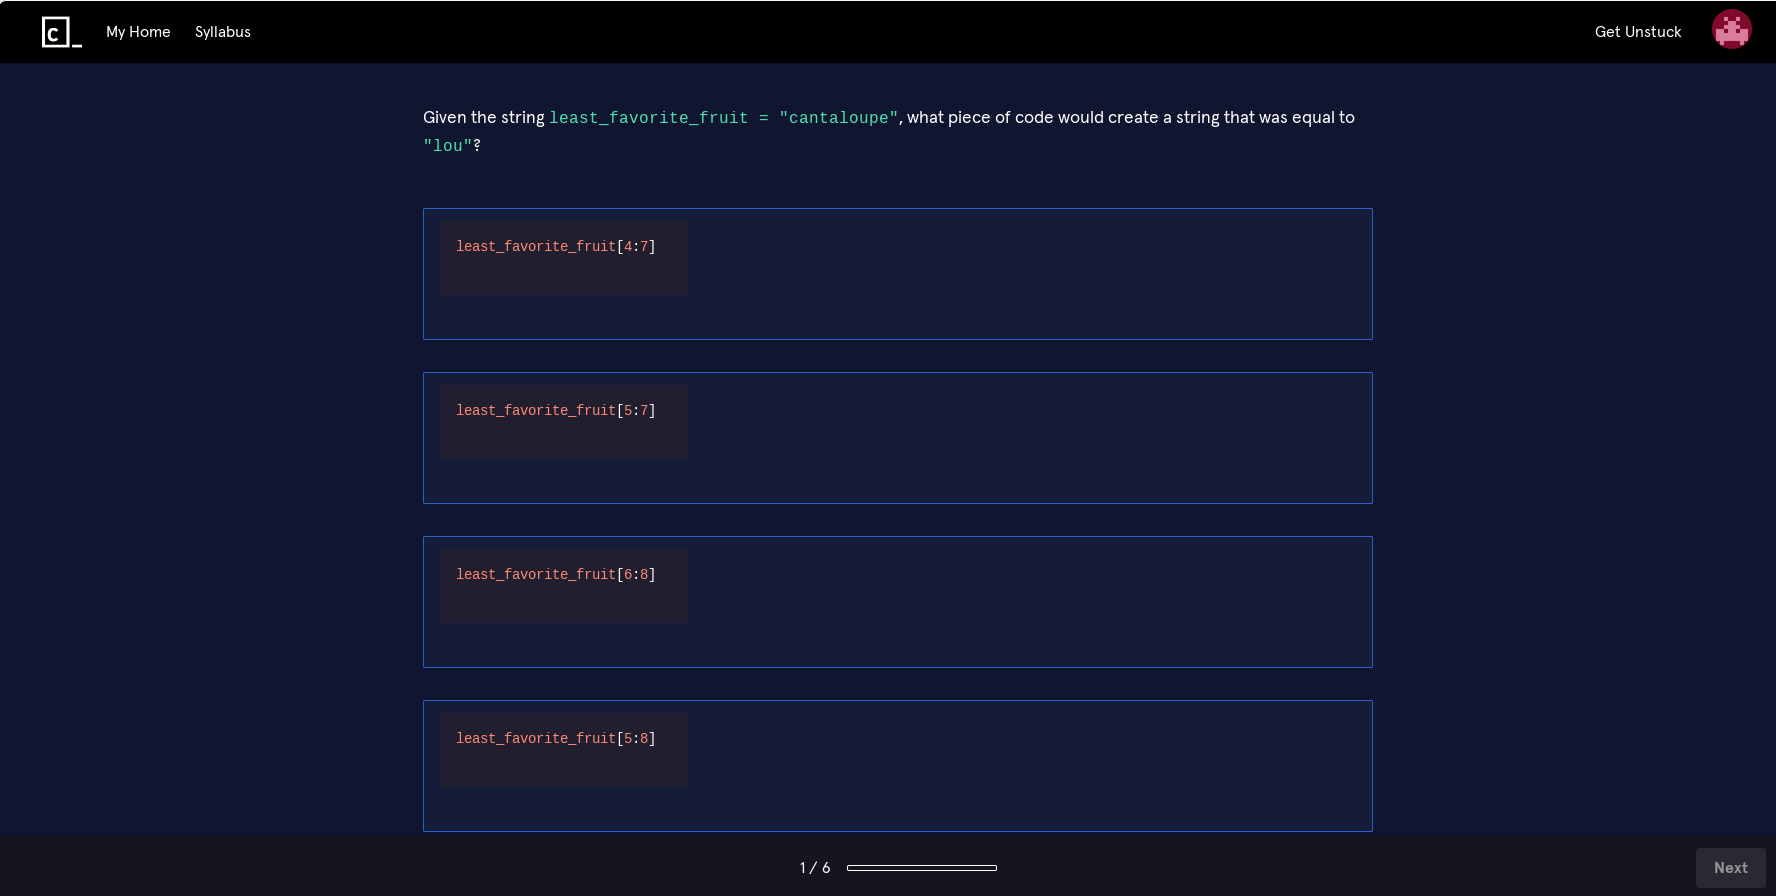 My Home Syllabus Get Unstuck
Given the string least_favorite_fruit = "cantaloupe", what piece of code would create a string that was equal to
"lou"?
least_favorite_fruit[4:7]
least_favorite_fruit[5:7]
least_favorite_fruit[6:8]
least_favorite_fruit[5:8]
1 / 6 Next